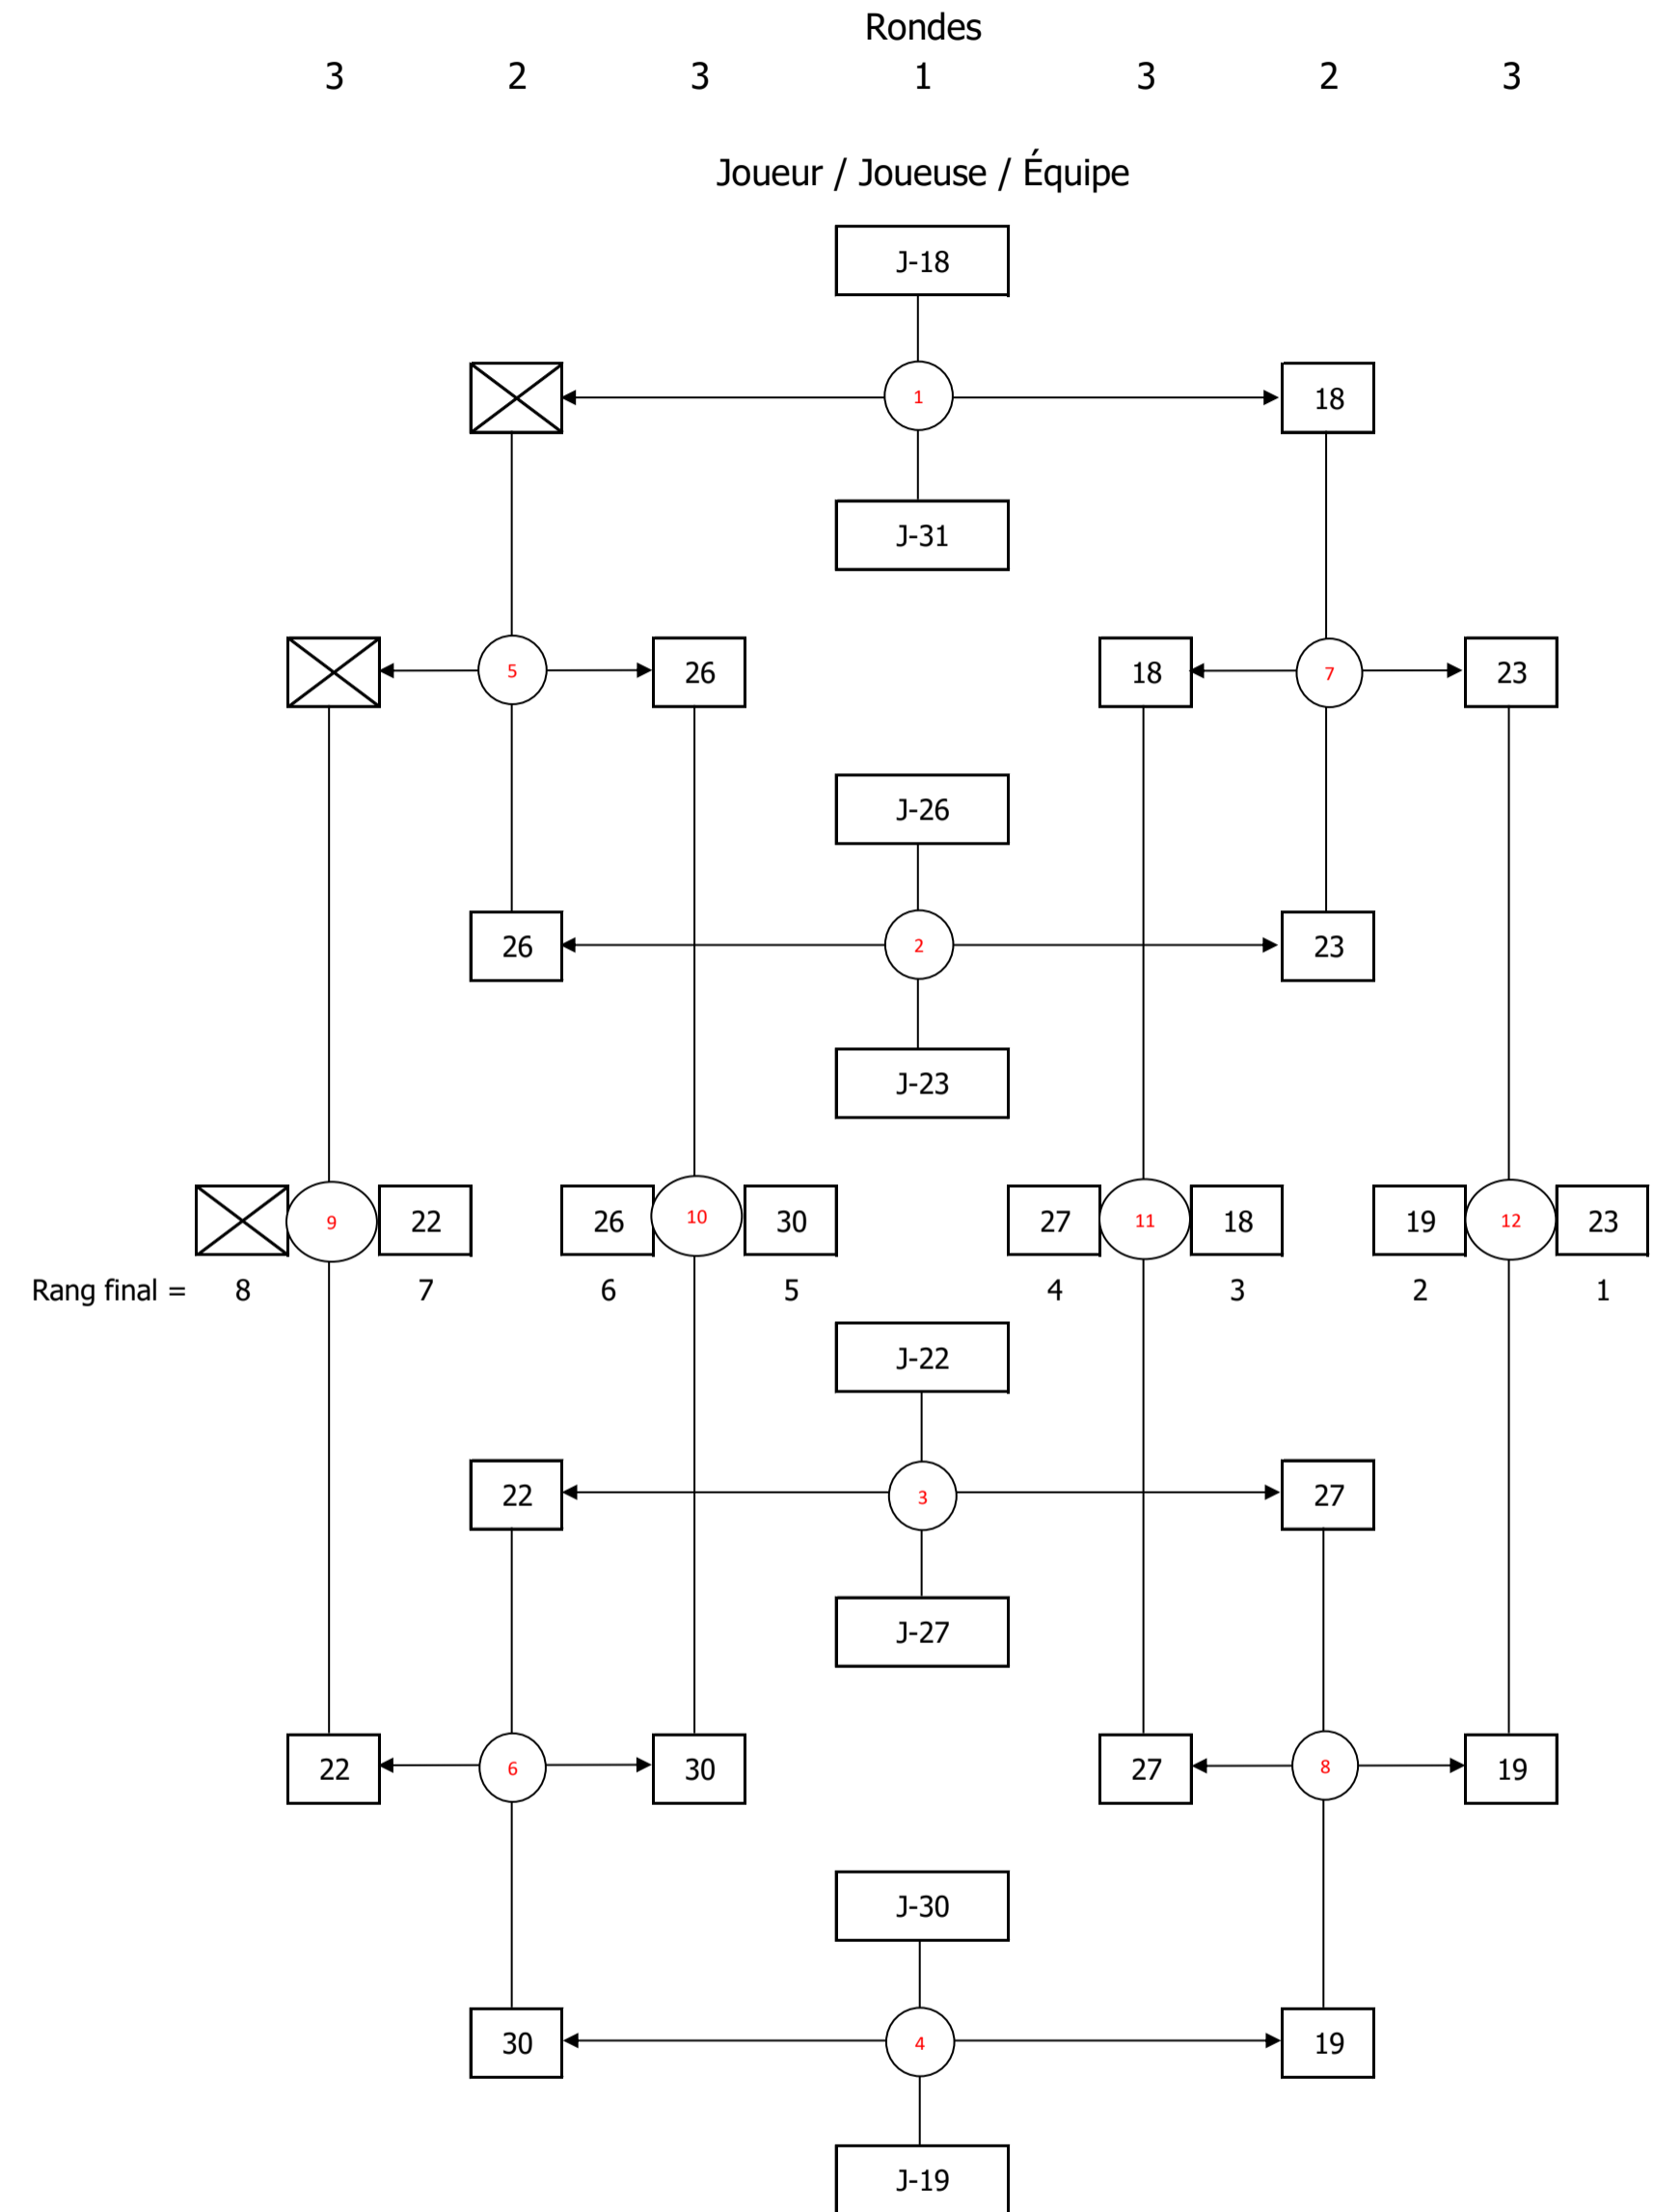 Rondes
3 2 3 1 3 2 3
Joueur / Joueuse / Équipe
J-18
1 18
J-31
5 26 18 7 23
J-26
26 2 23
J-23
9 22 26 10 30 27 11 18 19 12 23
Rang final = 8 7 6 5 4 3 2 1
J-22
22 3 27
J-27
22 6 30 27 8 19
J-30
30 4 19
J-19